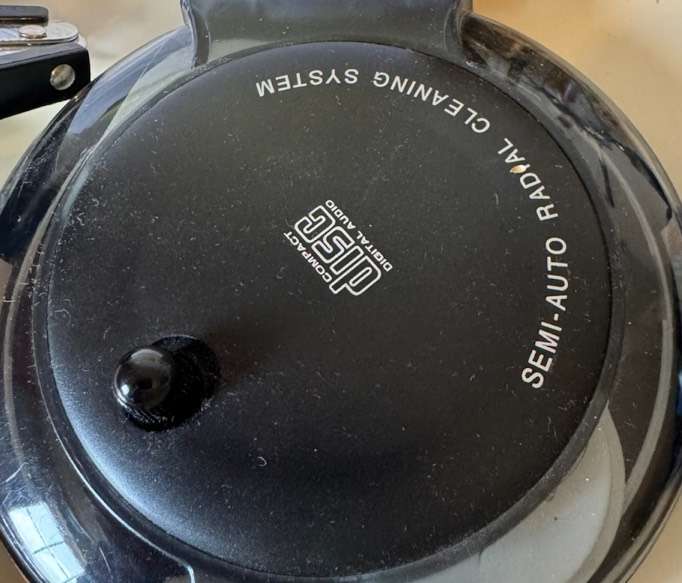 SEMI-AUTO RADIAL CLEANING SYSTEM
COMPACT
disc
DIGITAL AUDIO